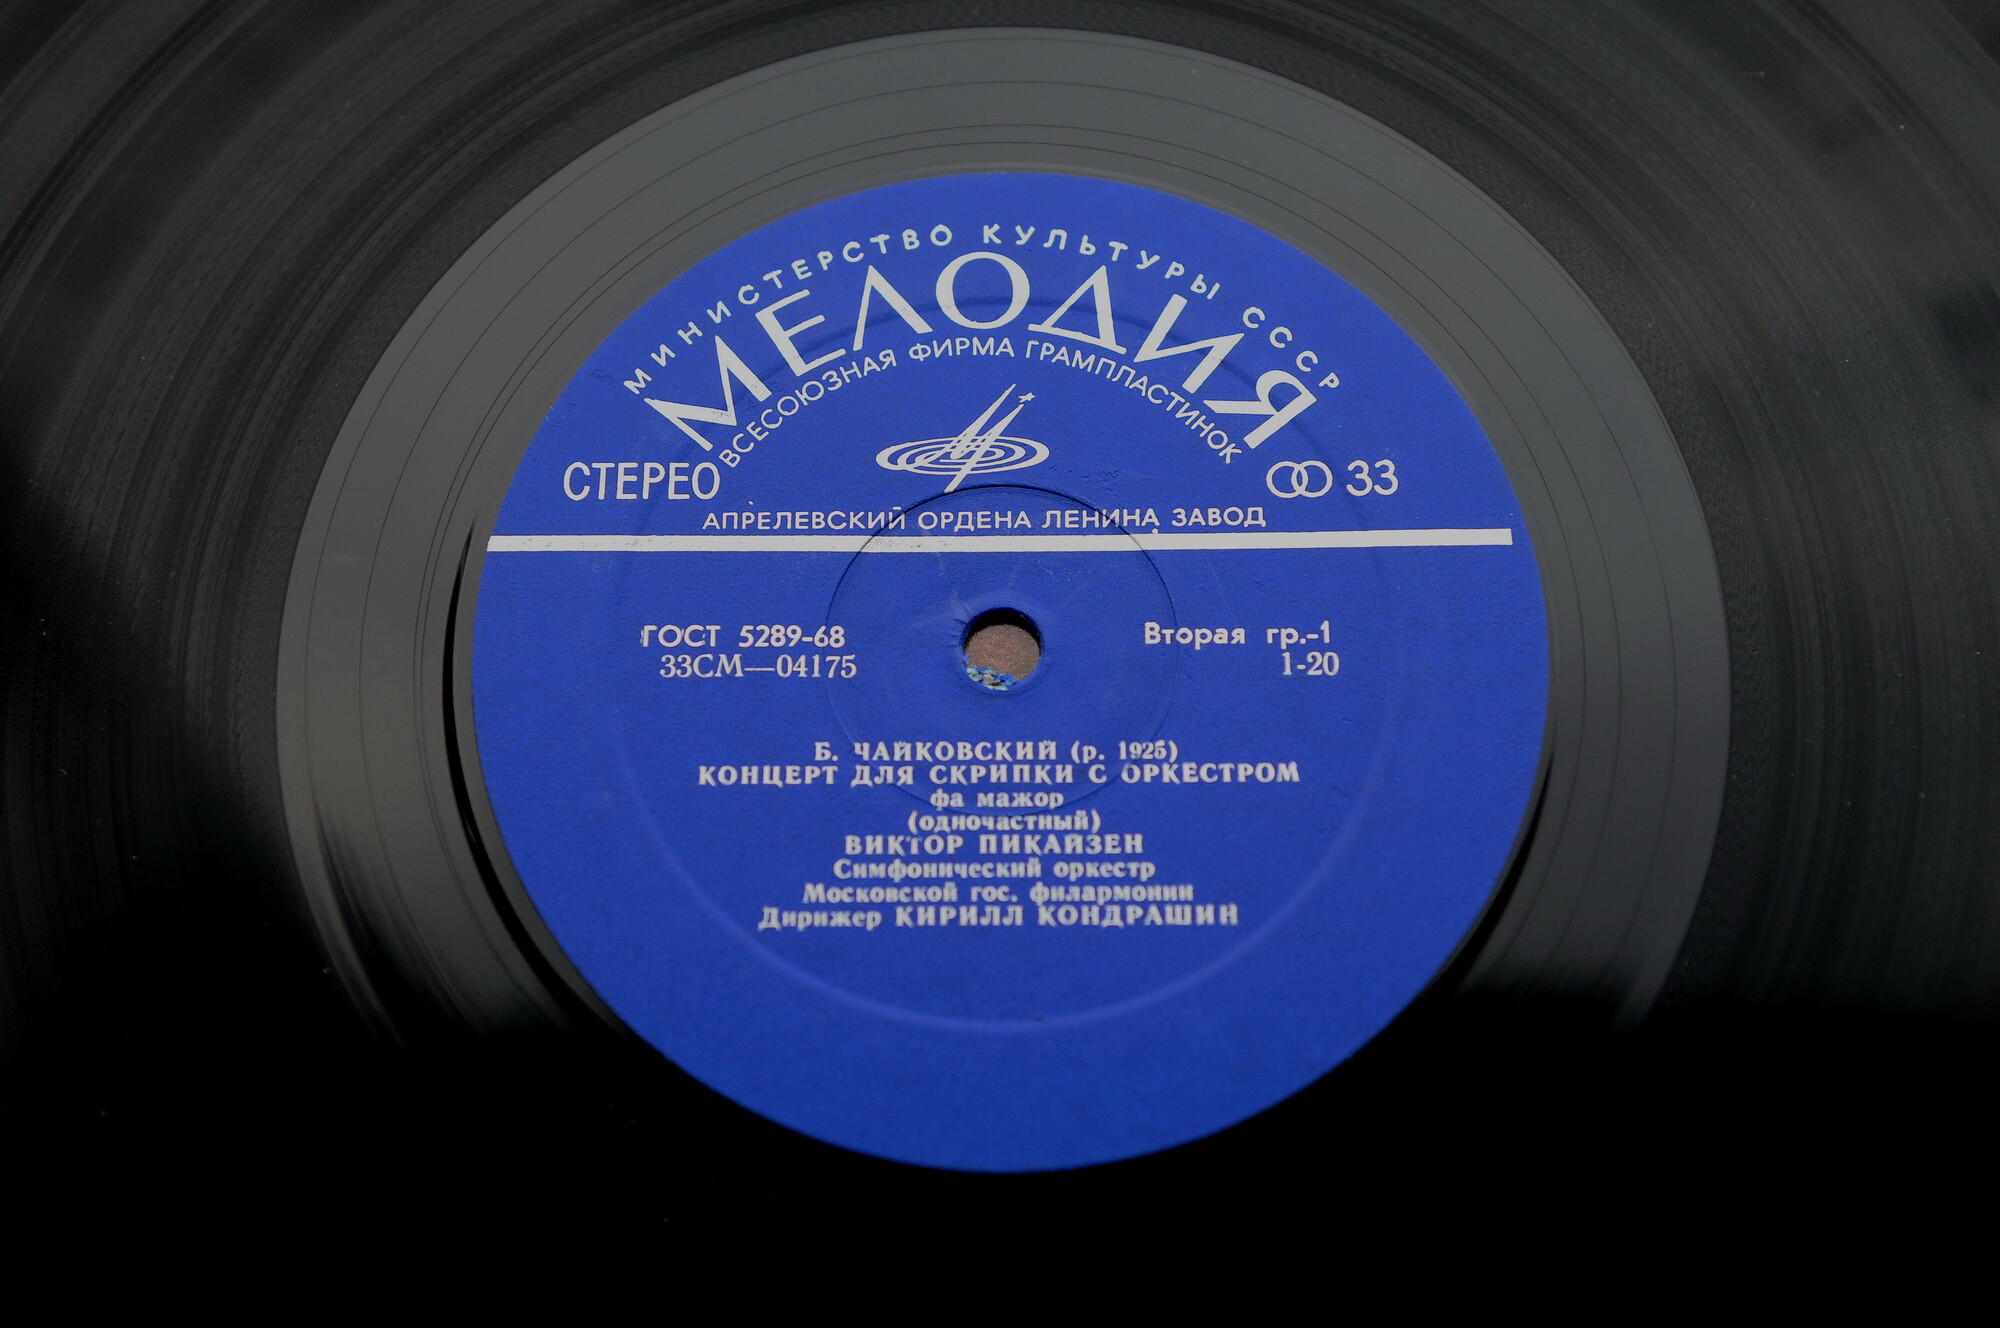 МИНИСТЕРСТВО КУЛЬТУРЫ СССР
МЕЛОДИЯ
ВСЕСОЮЗНАЯ ФИРМА ГРАМПЛАСТИНОК
СТЕРЕО
33
АПРЕЛЕВСКИЙ ОРДЕНА ЛЕНИНА ЗАВОД
ГОСТ 5289-68
Вторая гр.-1
33СМ—04175
1-20
Б. ЧАЙКОВСКИЙ (р. 1925)
КОНЦЕРТ ДЛЯ СКРИПКИ С ОРКЕСТРОМ
фа мажор
(одночастный)
ВИКТОР ПИКАЙЗЕН
Симфонический оркестр
Московской гос. филармонии
Дирижер КИРИЛЛ КОНДРАШИН